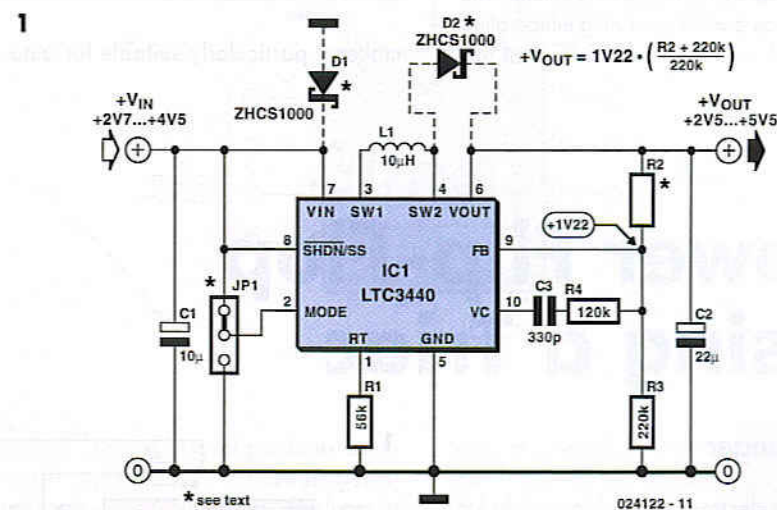 1
D2 *
ZHCS1000
+VOUT = 1V22 • ( R2 + 220k / 220k )
D1
*
ZHCS1000
+VIN
+2V7...+4V5
+VOUT
+2V5...+5V5
L1
10µH
R2
*
7 3 4 6
VIN SW1 SW2 VOUT
+1V22
8 SHDN/SS FB 9
IC1
LTC3440
* JP1
2 MODE VC 10
C3
330p
R4
120k
C1
10µ
C2
22µ
RT GND
1 5
R1
56k
R3
220k
0 0
* see text
024122 - 11